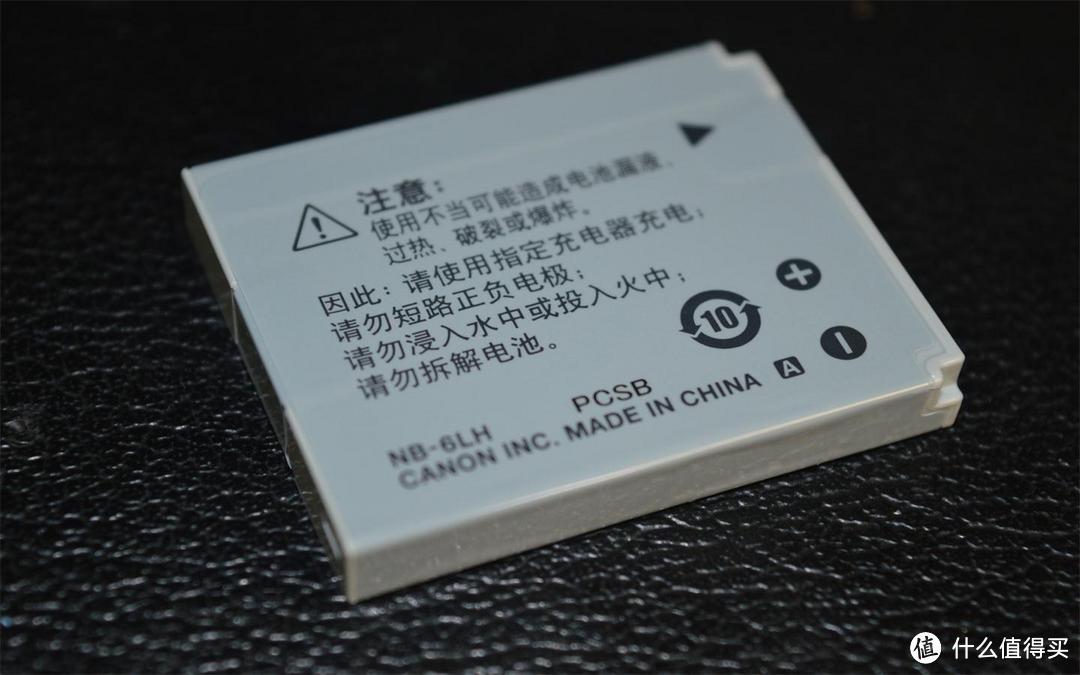 注意：
使用不当可能造成电池漏液、
过热、破裂或爆炸。
因此：请使用指定充电器充电；
请勿短路正负电极；
请勿浸入水中或投入火中；
请勿拆解电池。
10
PCSB
NB-6LH
CANON INC. MADE IN CHINA A
值 什么值得买